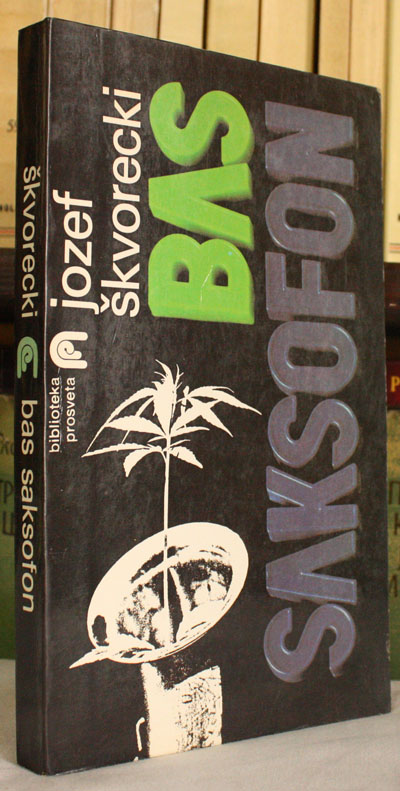 škvorecki bas saksofon
jozef
škvorecki
BAS
SAKSOFON
biblioteka
prosveta